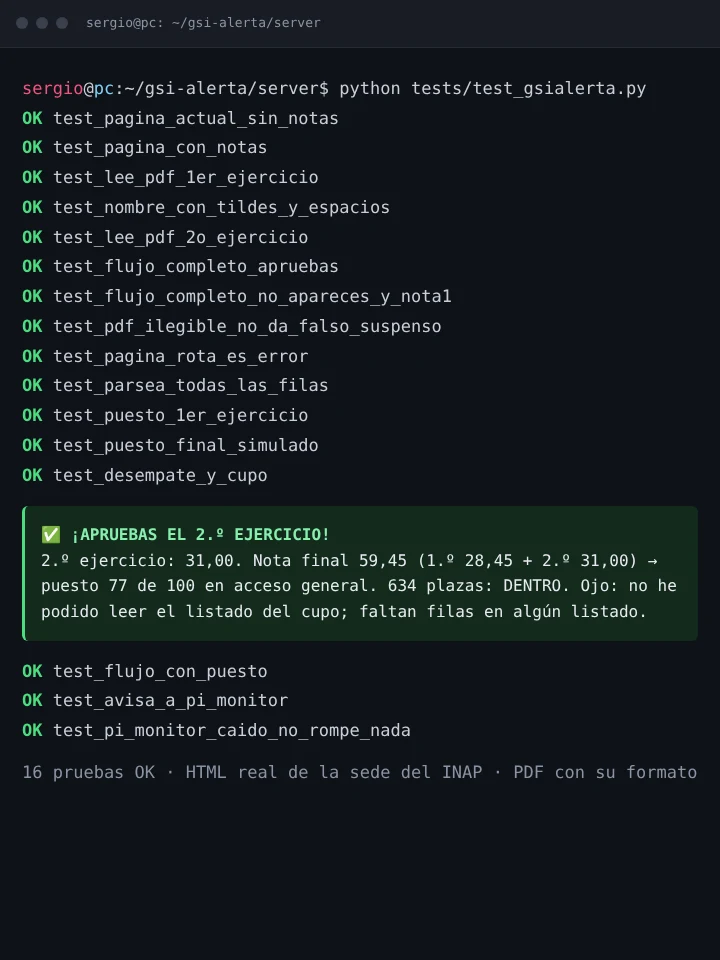 sergio@pc: ~/gsi-alerta/server
sergio@pc:~/gsi-alerta/server$ python tests/test_gsialerta.py
OK test_pagina_actual_sin_notas
OK test_pagina_con_notas
OK test_lee_pdf_1er_ejercicio
OK test_nombre_con_tildes_y_espacios
OK test_lee_pdf_2o_ejercicio
OK test_flujo_completo_apruebas
OK test_flujo_completo_no_apareces_y_nota1
OK test_pdf_ilegible_no_da_falso_suspenso
OK test_pagina_rota_es_error
OK test_parsea_todas_las_filas
OK test_puesto_1er_ejercicio
OK test_puesto_final_simulado
OK test_desempate_y_cupo
✅ ¡APRUEBAS EL 2.º EJERCICIO!
2.º ejercicio: 31,00. Nota final 59,45 (1.º 28,45 + 2.º 31,00) →
puesto 77 de 100 en acceso general. 634 plazas: DENTRO. Ojo: no he
podido leer el listado del cupo; faltan filas en algún listado.
OK test_flujo_con_puesto
OK test_avisa_a_pi_monitor
OK test_pi_monitor_caido_no_rompe_nada
16 pruebas OK · HTML real de la sede del INAP · PDF con su formato